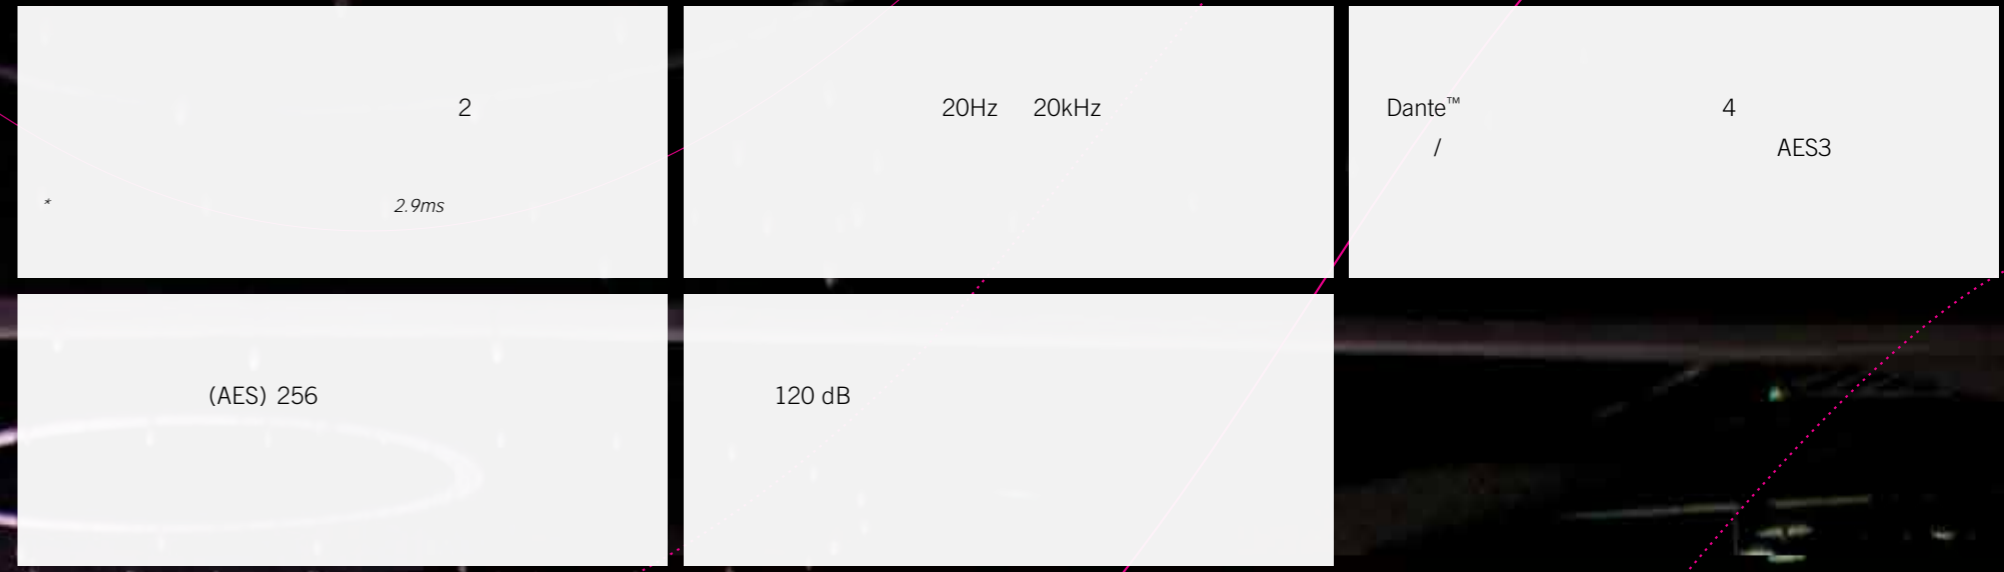 2
* 2.9ms
20Hz 20kHz
Dante™ 4
/ AES3
(AES) 256
120 dB